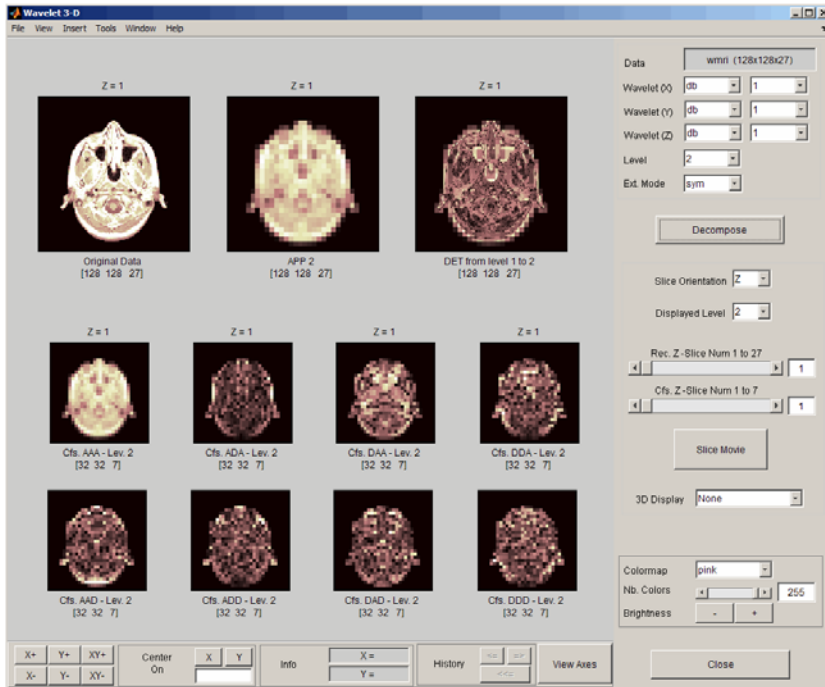 Wavelet 3-D
File View Insert Tools Window Help
Z = 1 Z = 1 Z = 1
Original Data APP 2 DET from level 1 to 2
[128 128 27] [128 128 27] [128 128 27]
Z = 1 Z = 1 Z = 1 Z = 1
Cfs. AAA - Lev. 2 Cfs. ADA - Lev. 2 Cfs. DAA - Lev. 2 Cfs. DDA - Lev. 2
[32 32 7] [32 32 7] [32 32 7] [32 32 7]
Cfs. AAD - Lev. 2 Cfs. ADD - Lev. 2 Cfs. DAD - Lev. 2 Cfs. DDD - Lev. 2
[32 32 7] [32 32 7] [32 32 7] [32 32 7]
Data wmri (128x128x27)
Wavelet (X) db 1
Wavelet (Y) db 1
Wavelet (Z) db 1
Level 2
Ext. Mode sym
Decompose
Slice Orientation Z
Displayed Level 2
Rec. Z-Slice Num 1 to 27
1
Cfs. Z-Slice Num 1 to 7
1
Slice Movie
3D Display None
Colormap pink
Nb. Colors 255
Brightness - +
X+ Y+ XY+
X- Y- XY-
Center On X Y
Info X =
Y =
History <= =>
<<=
View Axes
Close